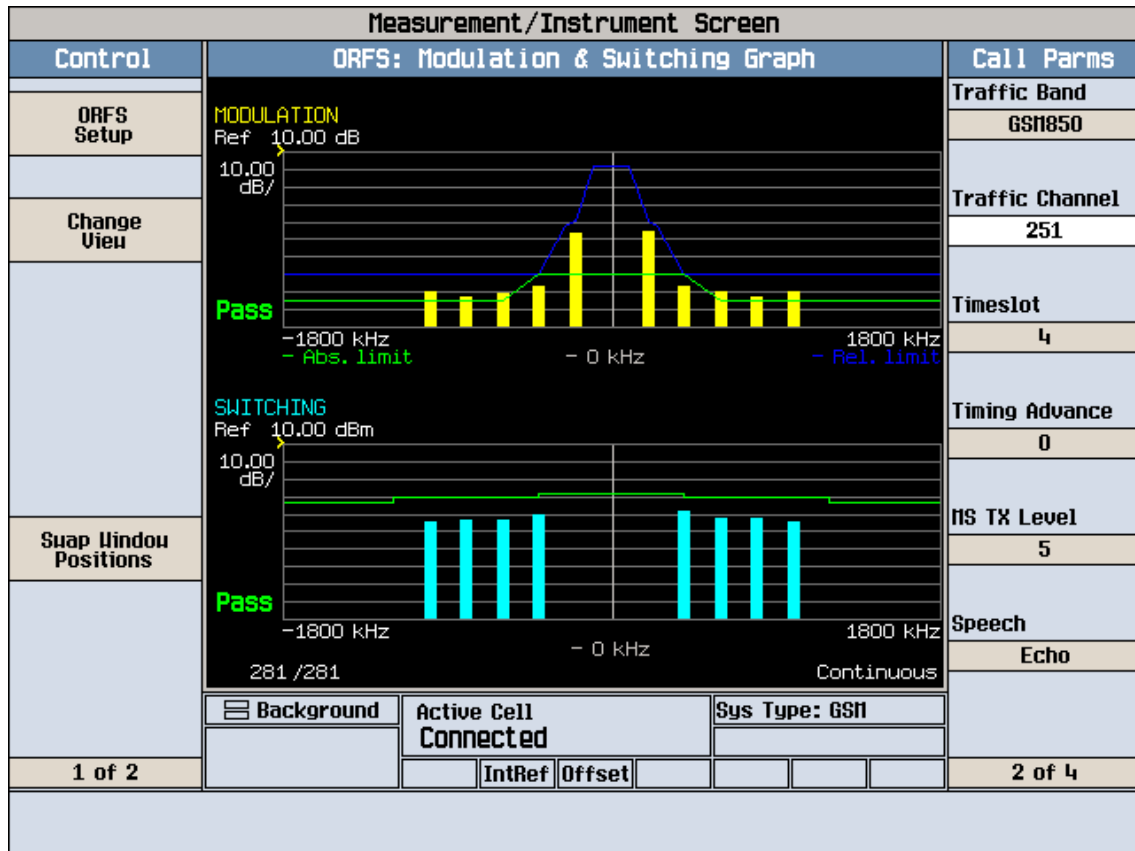 Measurement/Instrument Screen
Control
ORFS: Modulation & Switching Graph
Call Parms
ORFS
Setup
Change
View
Swap Window
Positions
1 of 2
MODULATION
Ref 10.00 dB
10.00
dB/
Pass
-1800 kHz
1800 kHz
- Abs. limit
- 0 kHz
- Rel. limit
SWITCHING
Ref 10.00 dBm
10.00
dB/
Pass
-1800 kHz
1800 kHz
- 0 kHz
281/281
Continuous
Background
Active Cell
Connected
Sys Type: GSM
IntRef
Offset
Traffic Band
GSM850
Traffic Channel
251
Timeslot
4
Timing Advance
0
MS TX Level
5
Speech
Echo
2 of 4